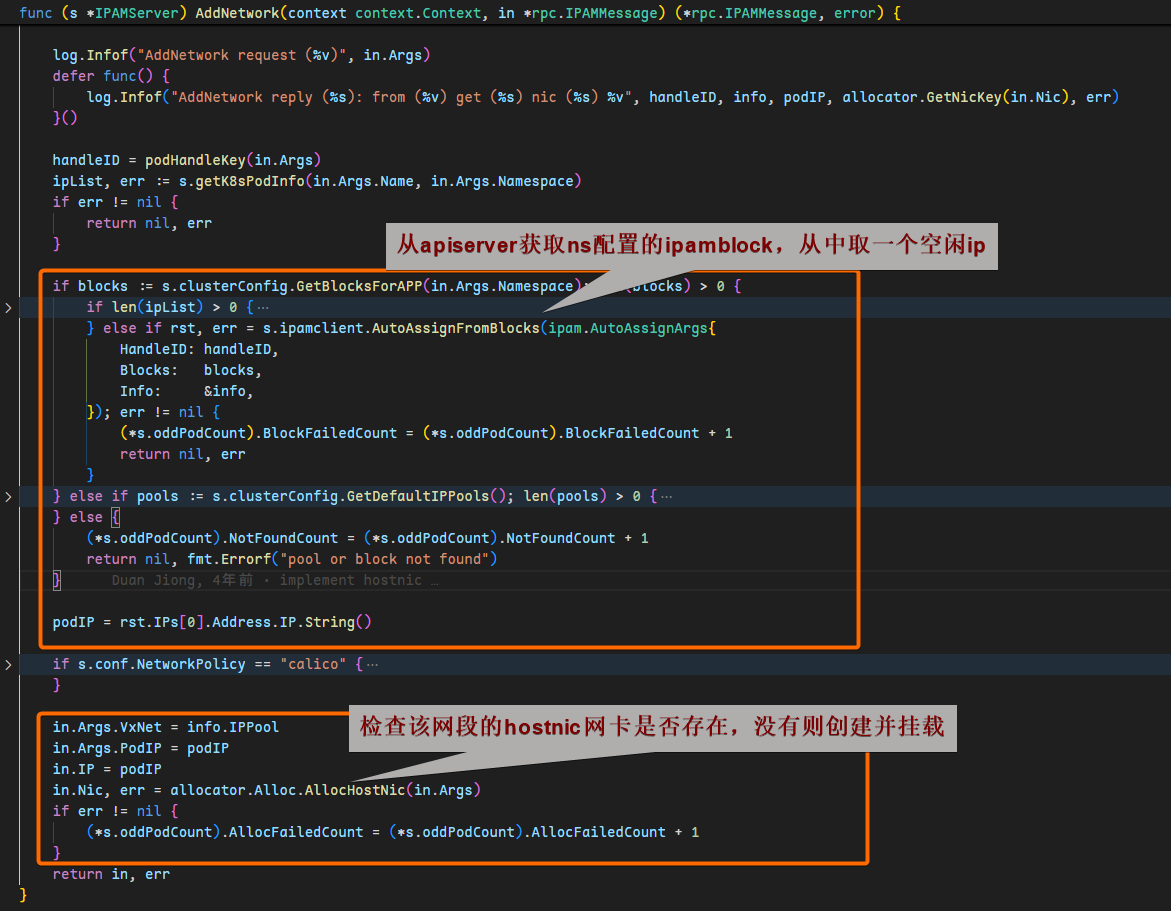 func (s *IPAMServer) AddNetwork(context context.Context, in *rpc.IPAMMessage) (*rpc.IPAMMessage, error) {
log.Infof("AddNetwork request (%v)", in.Args)
defer func() {
log.Infof("AddNetwork reply (%s): from (%v) get (%s) nic (%s) %v", handleID, info, podIP, allocator.GetNicKey(in.Nic), err)
}()
handleID = podHandleKey(in.Args)
ipList, err := s.getK8sPodInfo(in.Args.Name, in.Args.Namespace)
if err != nil {
return nil, err
}
从apiserver获取ns配置的ipamblock，从中取一个空闲ip
if blocks := s.clusterConfig.GetBlocksForAPP(in.Args.Namespace); (blocks) > 0 {
if len(ipList) > 0 {⋯
} else if rst, err = s.ipamclient.AutoAssignFromBlocks(ipam.AutoAssignArgs{
HandleID: handleID,
Blocks: blocks,
Info: &info,
}); err != nil {
(*s.oddPodCount).BlockFailedCount = (*s.oddPodCount).BlockFailedCount + 1
return nil, err
}
} else if pools := s.clusterConfig.GetDefaultIPPools(); len(pools) > 0 {⋯
} else {
(*s.oddPodCount).NotFoundCount = (*s.oddPodCount).NotFoundCount + 1
return nil, fmt.Errorf("pool or block not found")
} Duan Jiong, 4年前 • implement hostnic …
podIP = rst.IPs[0].Address.IP.String()
if s.conf.NetworkPolicy == "calico" {⋯
}
检查该网段的hostnic网卡是否存在，没有则创建并挂载
in.Args.VxNet = info.IPPool
in.Args.PodIP = podIP
in.IP = podIP
in.Nic, err = allocator.Alloc.AllocHostNic(in.Args)
if err != nil {
(*s.oddPodCount).AllocFailedCount = (*s.oddPodCount).AllocFailedCount + 1
}
return in, err
}